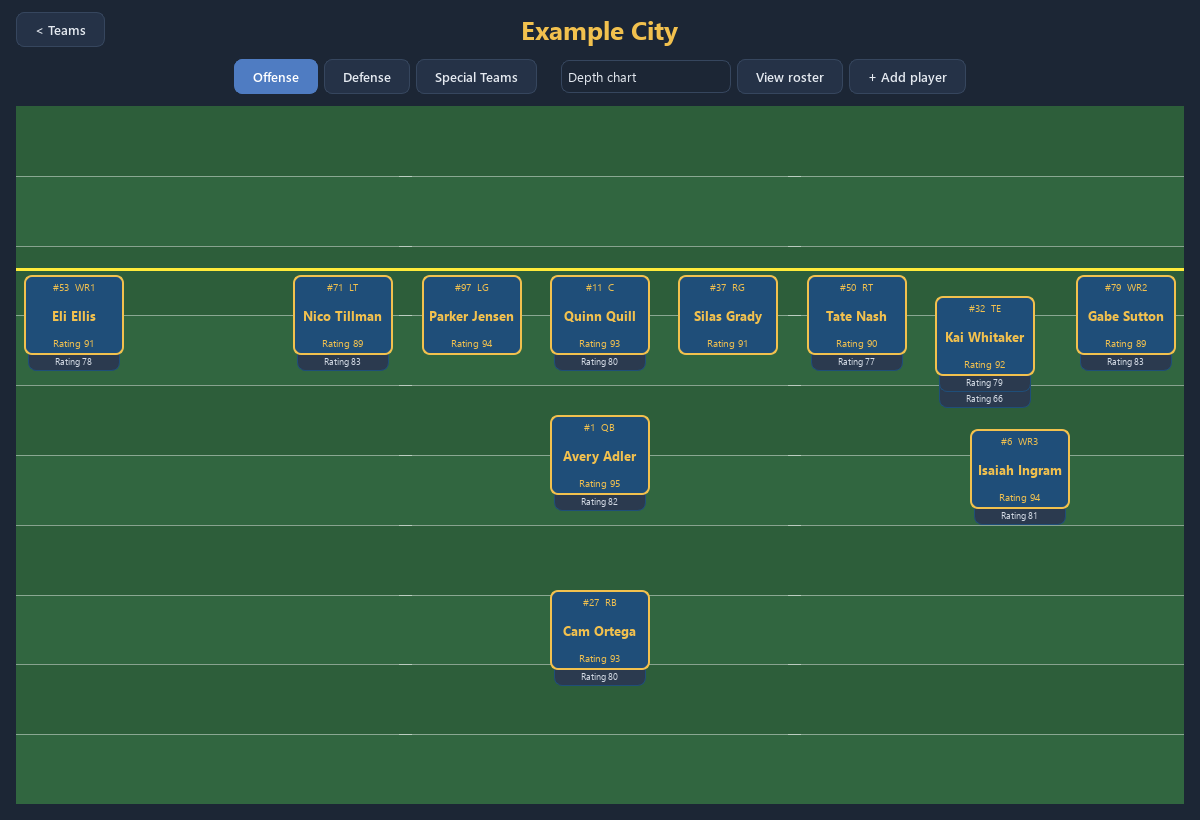 < Teams
Example City
Offense
Defense
Special Teams
Depth chart
View roster
+ Add player
#53 WR1
Eli Ellis
Rating 91
Rating 78
#71 LT
Nico Tillman
Rating 89
Rating 83
#97 LG
Parker Jensen
Rating 94
#11 C
Quinn Quill
Rating 93
Rating 80
#37 RG
Silas Grady
Rating 91
#50 RT
Tate Nash
Rating 90
Rating 77
#32 TE
Kai Whitaker
Rating 92
Rating 79
Rating 66
#79 WR2
Gabe Sutton
Rating 89
Rating 83
#1 QB
Avery Adler
Rating 95
Rating 82
#6 WR3
Isaiah Ingram
Rating 94
Rating 81
#27 RB
Cam Ortega
Rating 93
Rating 80